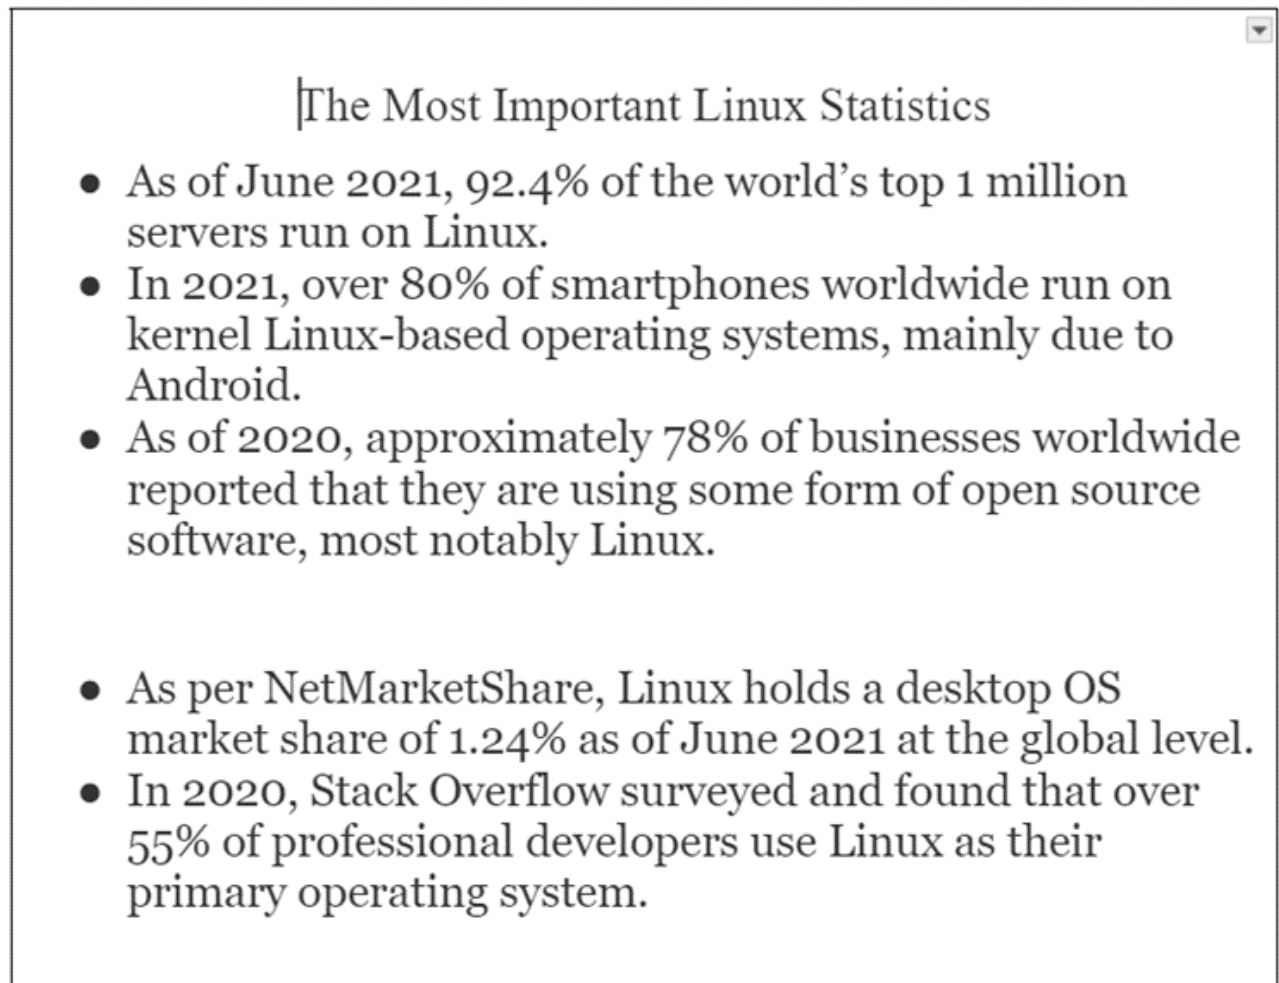 The Most Important Linux Statistics
● As of June 2021, 92.4% of the world’s top 1 million
servers run on Linux.
● In 2021, over 80% of smartphones worldwide run on
kernel Linux-based operating systems, mainly due to
Android.
● As of 2020, approximately 78% of businesses worldwide
reported that they are using some form of open source
software, most notably Linux.
● As per NetMarketShare, Linux holds a desktop OS
market share of 1.24% as of June 2021 at the global level.
● In 2020, Stack Overflow surveyed and found that over
55% of professional developers use Linux as their
primary operating system.